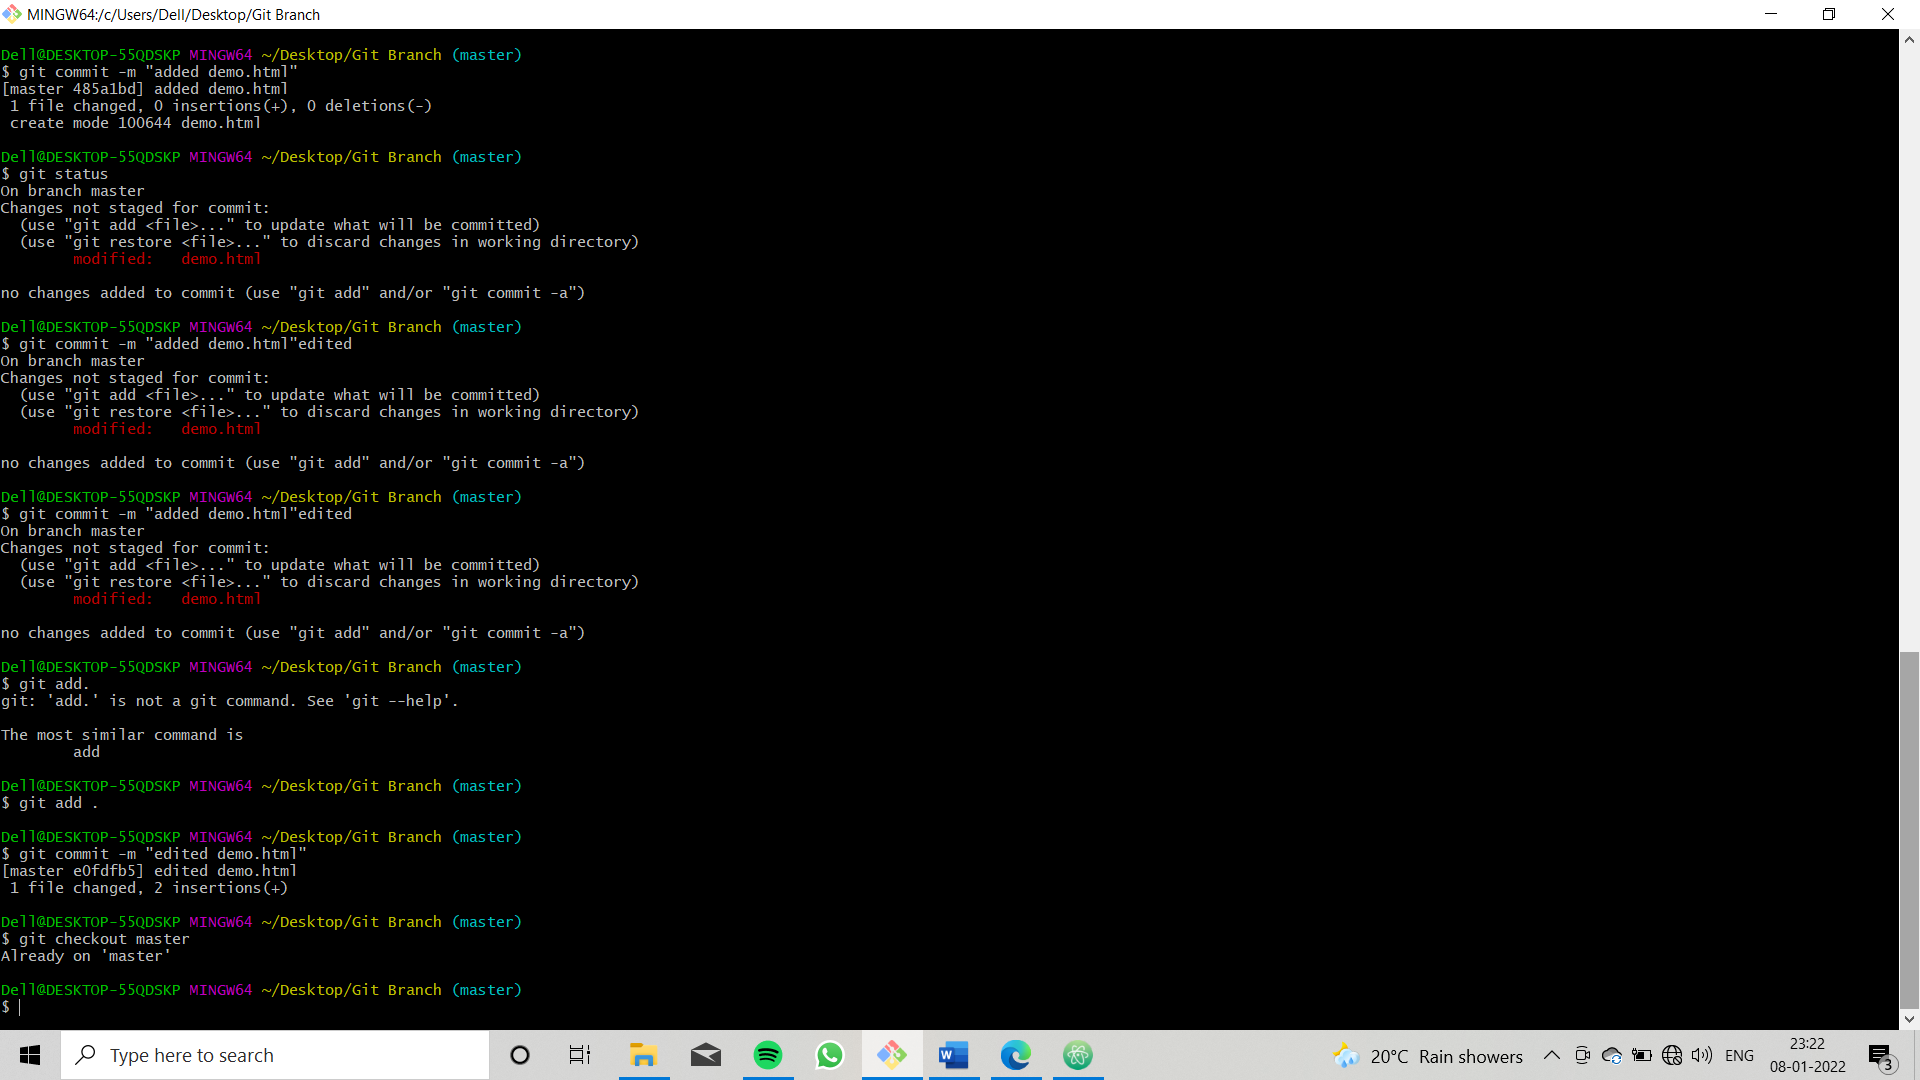 MINGW64:/c/Users/Dell/Desktop/Git Branch
Dell@DESKTOP-55QDSKP MINGW64 ~/Desktop/Git Branch (master)
$ git commit -m "added demo.html"
[master 485a1bd] added demo.html
 1 file changed, 0 insertions(+), 0 deletions(-)
 create mode 100644 demo.html
Dell@DESKTOP-55QDSKP MINGW64 ~/Desktop/Git Branch (master)
$ git status
On branch master
Changes not staged for commit:
  (use "git add <file>..." to update what will be committed)
  (use "git restore <file>..." to discard changes in working directory)
        modified:   demo.html
no changes added to commit (use "git add" and/or "git commit -a")
Dell@DESKTOP-55QDSKP MINGW64 ~/Desktop/Git Branch (master)
$ git commit -m "added demo.html"edited
On branch master
Changes not staged for commit:
  (use "git add <file>..." to update what will be committed)
  (use "git restore <file>..." to discard changes in working directory)
        modified:   demo.html
no changes added to commit (use "git add" and/or "git commit -a")
Dell@DESKTOP-55QDSKP MINGW64 ~/Desktop/Git Branch (master)
$ git commit -m "added demo.html"edited
On branch master
Changes not staged for commit:
  (use "git add <file>..." to update what will be committed)
  (use "git restore <file>..." to discard changes in working directory)
        modified:   demo.html
no changes added to commit (use "git add" and/or "git commit -a")
Dell@DESKTOP-55QDSKP MINGW64 ~/Desktop/Git Branch (master)
$ git add.
git: 'add.' is not a git command. See 'git --help'.
The most similar command is
        add
Dell@DESKTOP-55QDSKP MINGW64 ~/Desktop/Git Branch (master)
$ git add .
Dell@DESKTOP-55QDSKP MINGW64 ~/Desktop/Git Branch (master)
$ git commit -m "edited demo.html"
[master e0fdfb5] edited demo.html
 1 file changed, 2 insertions(+)
Dell@DESKTOP-55QDSKP MINGW64 ~/Desktop/Git Branch (master)
$ git checkout master
Already on 'master'
Dell@DESKTOP-55QDSKP MINGW64 ~/Desktop/Git Branch (master)
$
Type here to search
20°C Rain showers
ENG
23:22
08-01-2022
3